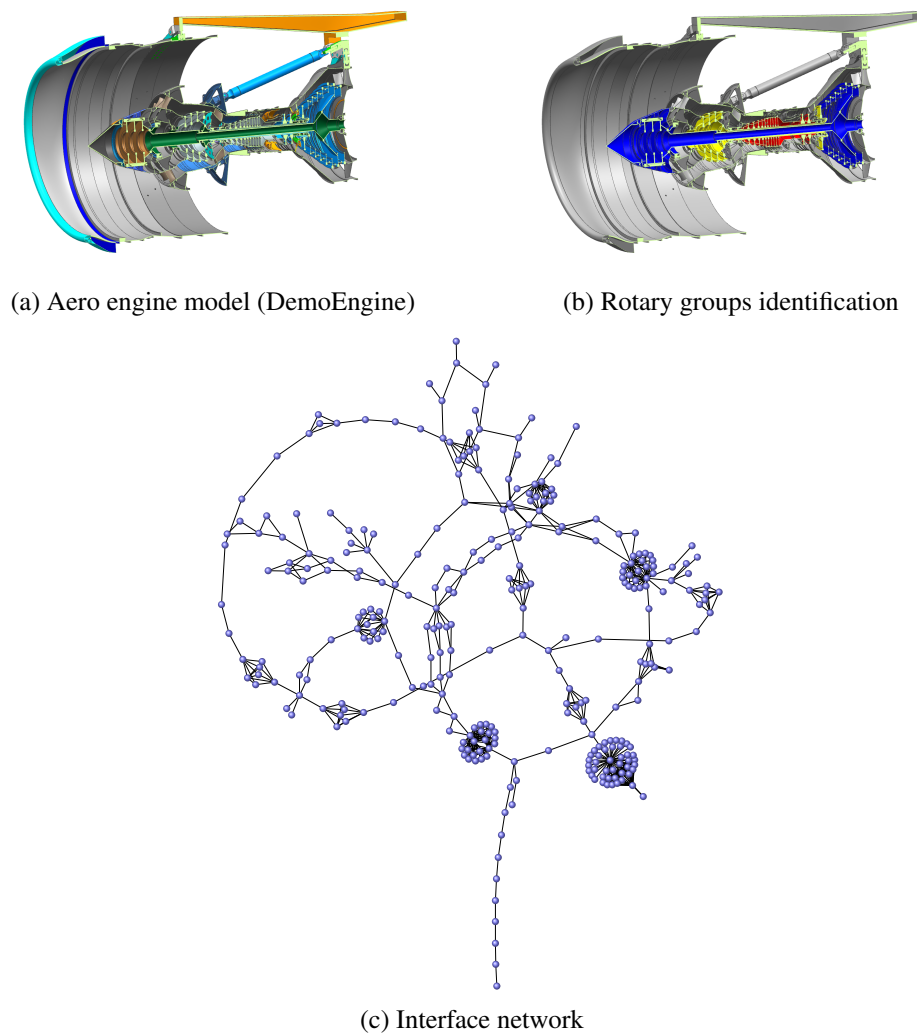 (a) Aero engine model (DemoEngine)
(b) Rotary groups identification
(c) Interface network